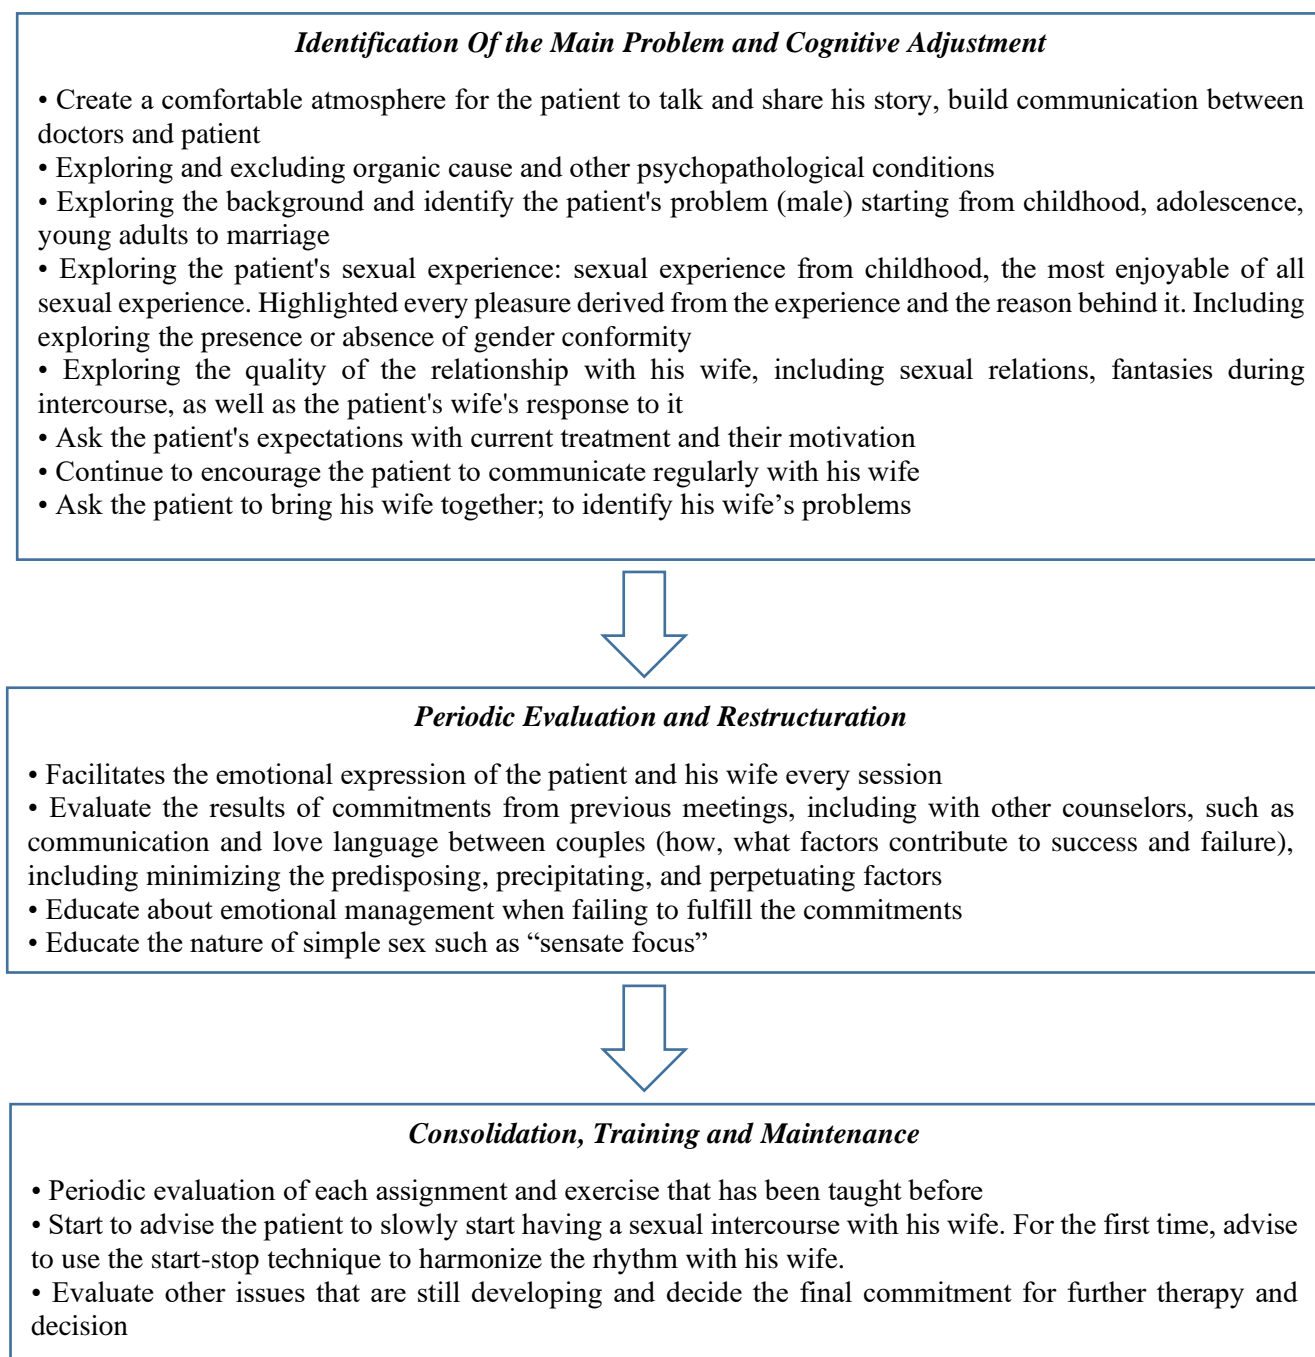 Identification Of the Main Problem and Cognitive Adjustment
• Create a comfortable atmosphere for the patient to talk and share his story, build communication between
doctors and patient
• Exploring and excluding organic cause and other psychopathological conditions
• Exploring the background and identify the patient's problem (male) starting from childhood, adolescence,
young adults to marriage
• Exploring the patient's sexual experience: sexual experience from childhood, the most enjoyable of all
sexual experience. Highlighted every pleasure derived from the experience and the reason behind it. Including
exploring the presence or absence of gender conformity
• Exploring the quality of the relationship with his wife, including sexual relations, fantasies during
intercourse, as well as the patient's wife's response to it
• Ask the patient's expectations with current treatment and their motivation
• Continue to encourage the patient to communicate regularly with his wife
• Ask the patient to bring his wife together; to identify his wife’s problems
Periodic Evaluation and Restructuration
• Facilitates the emotional expression of the patient and his wife every session
• Evaluate the results of commitments from previous meetings, including with other counselors, such as
communication and love language between couples (how, what factors contribute to success and failure),
including minimizing the predisposing, precipitating, and perpetuating factors
• Educate about emotional management when failing to fulfill the commitments
• Educate the nature of simple sex such as “sensate focus”
Consolidation, Training and Maintenance
• Periodic evaluation of each assignment and exercise that has been taught before
• Start to advise the patient to slowly start having a sexual intercourse with his wife. For the first time, advise
to use the start-stop technique to harmonize the rhythm with his wife.
• Evaluate other issues that are still developing and decide the final commitment for further therapy and
decision